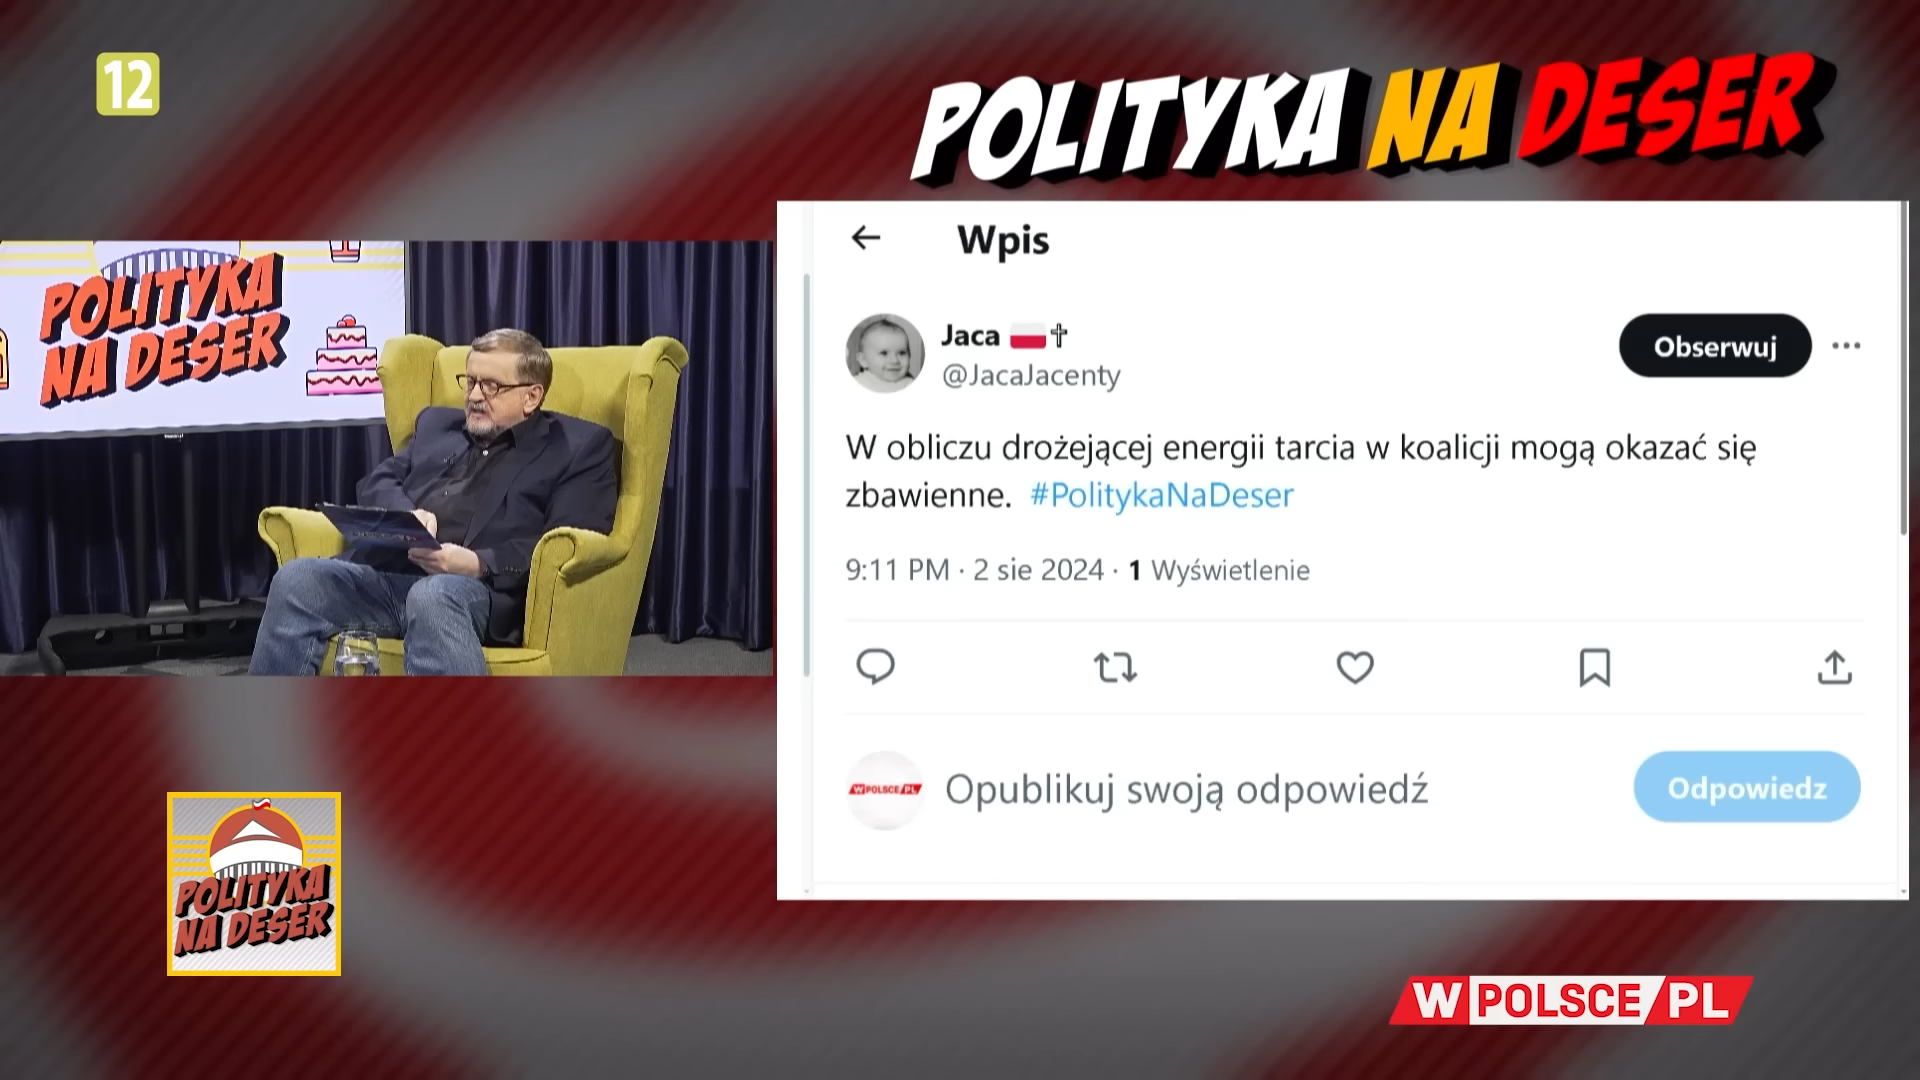 12
POLITYKA NA DESER
POLITYKA
NA DESER
Wpis
Jaca
@JacaJacenty
Obserwuj
W obliczu drożejącej energii tarcia w koalicji mogą okazać się
zbawienne. #PolitykaNaDeser
9:11 PM · 2 sie 2024 · 1 Wyświetlenie
WPOLSCE/PL
Opublikuj swoją odpowiedź
Odpowiedz
POLITYKA
NA DESER
WPOLSCE/PL